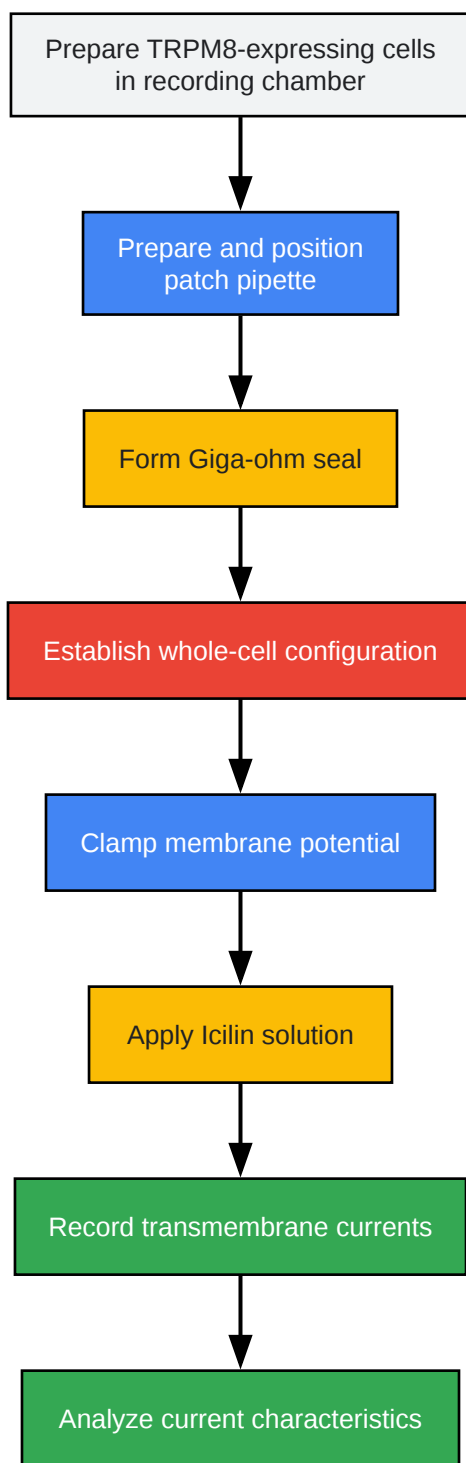 Prepare TRPM8-expressing cells
in recording chamber
Prepare and position
patch pipette
Form Giga-ohm seal
Establish whole-cell configuration
Clamp membrane potential
Apply Icilin solution
Record transmembrane currents
Analyze current characteristics